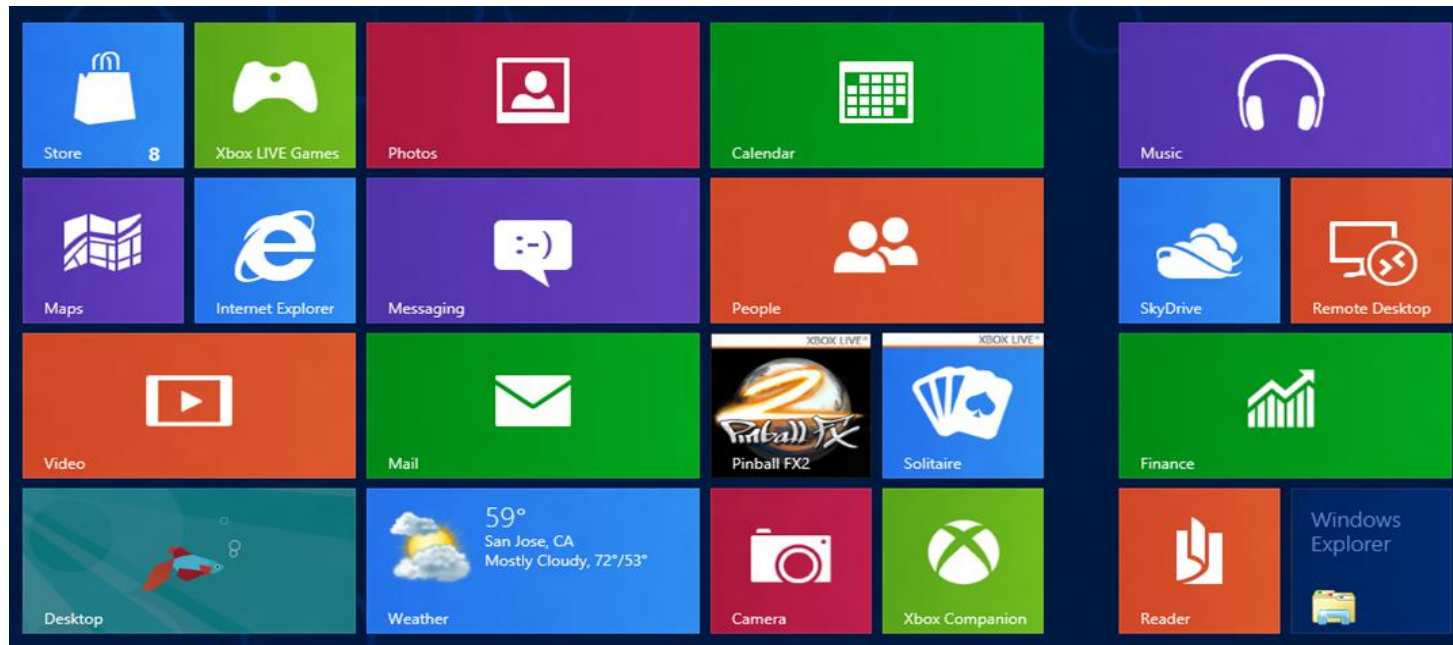 Store 8
Xbox LIVE Games
Photos
Calendar
Music
Maps
Internet Explorer
:-)
Messaging
People
SkyDrive
Remote Desktop
Video
Mail
XBOX LIVE®
2
Pinball FX
Pinball FX2
XBOX LIVE®
Solitaire
Finance
Desktop
59°
San Jose, CA
Mostly Cloudy, 72°/53°
Weather
Camera
Xbox Companion
Reader
Windows
Explorer